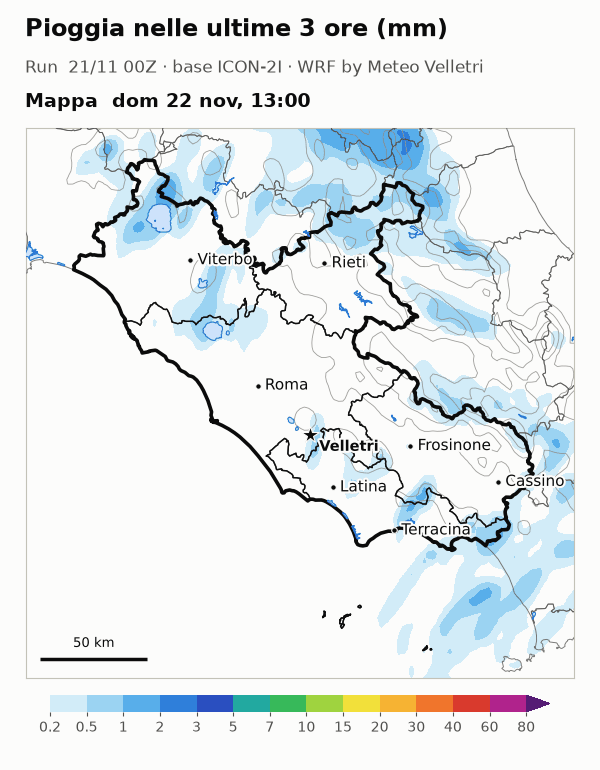 Pioggia nelle ultime 3 ore (mm)
Run  21/11 00Z · base ICON-2I · WRF by Meteo Velletri
Mappa  dom 22 nov, 13:00
Viterbo
Rieti
Roma
Velletri
Frosinone
Latina
Cassino
Terracina
50 km
0.2 0.5 1 2 3 5 7 10 15 20 30 40 60 80